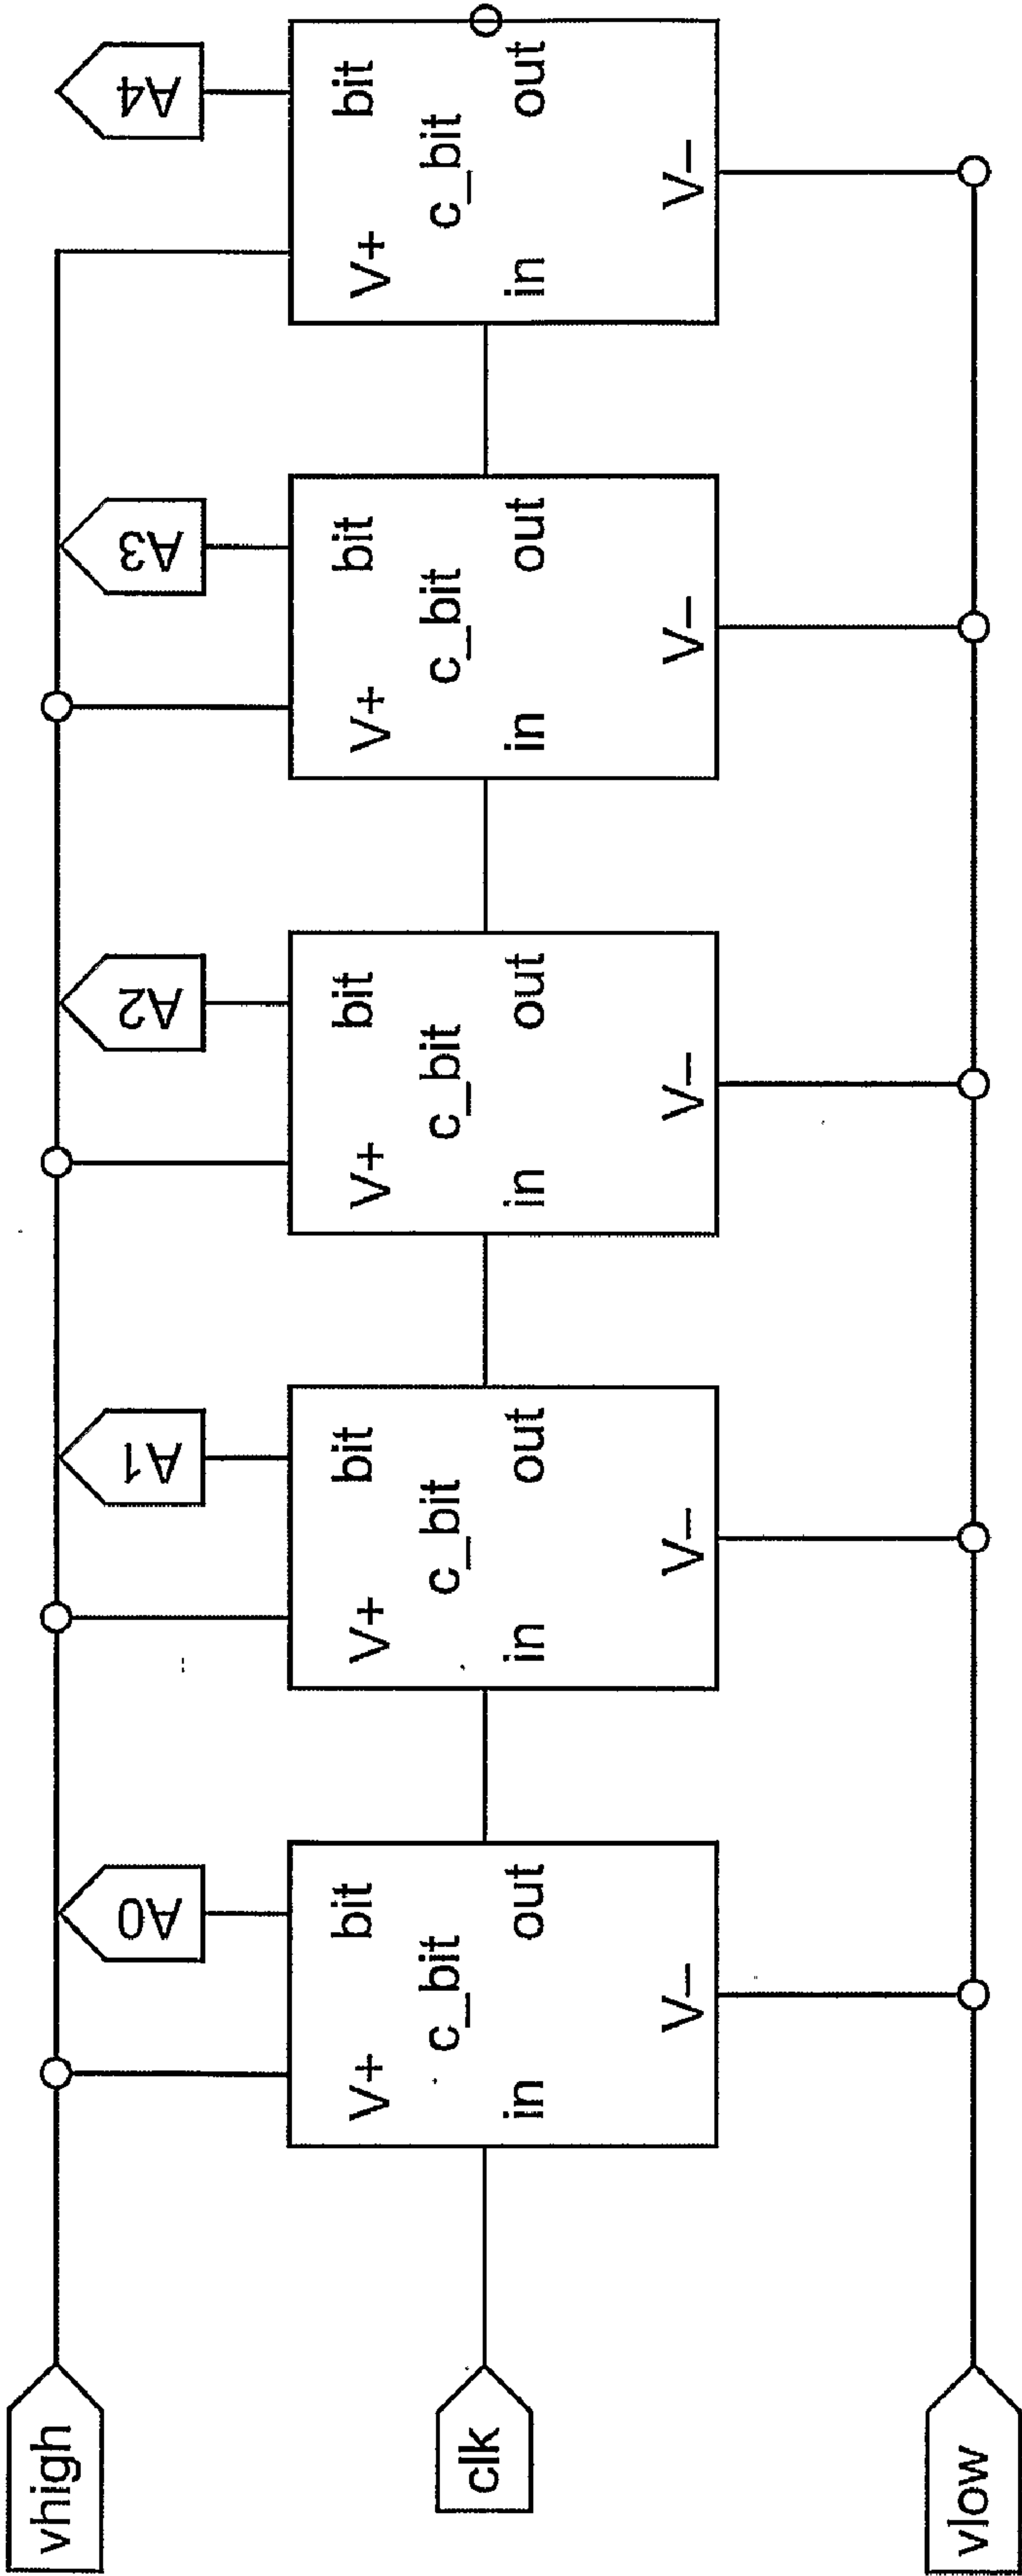 vhigh
clk
vlow
A0
V+
bit
c_bit
in
out
V–
A1
V+
bit
c_bit
in
out
V–
A2
V+
bit
c_bit
in
out
V–
A3
V+
bit
c_bit
in
out
V–
A4
V+
bit
c_bit
in
out
V–